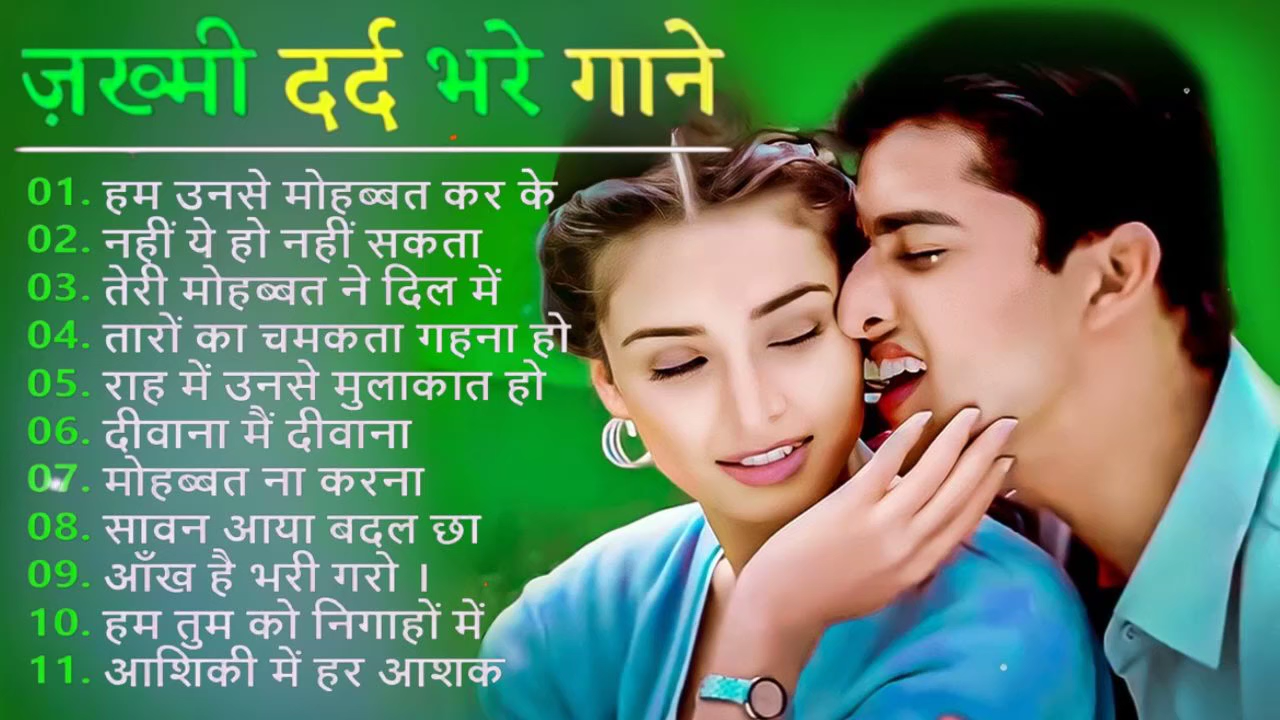 ज़ख्मी दर्द भरे गाने
01. हम उनसे मोहब्बत कर के
02. नहीं ये हो नहीं सकता
03. तेरी मोहब्बत ने दिल में
04. तारों का चमकता गहना हो
05. राह में उनसे मुलाकात हो
06. दीवाना मैं दीवाना
07. मोहब्बत ना करना
08. सावन आया बदल छा
09. आँख है भरी गरो ।
10. हम तुम को निगाहों में
11. आशिकी में हर आशक